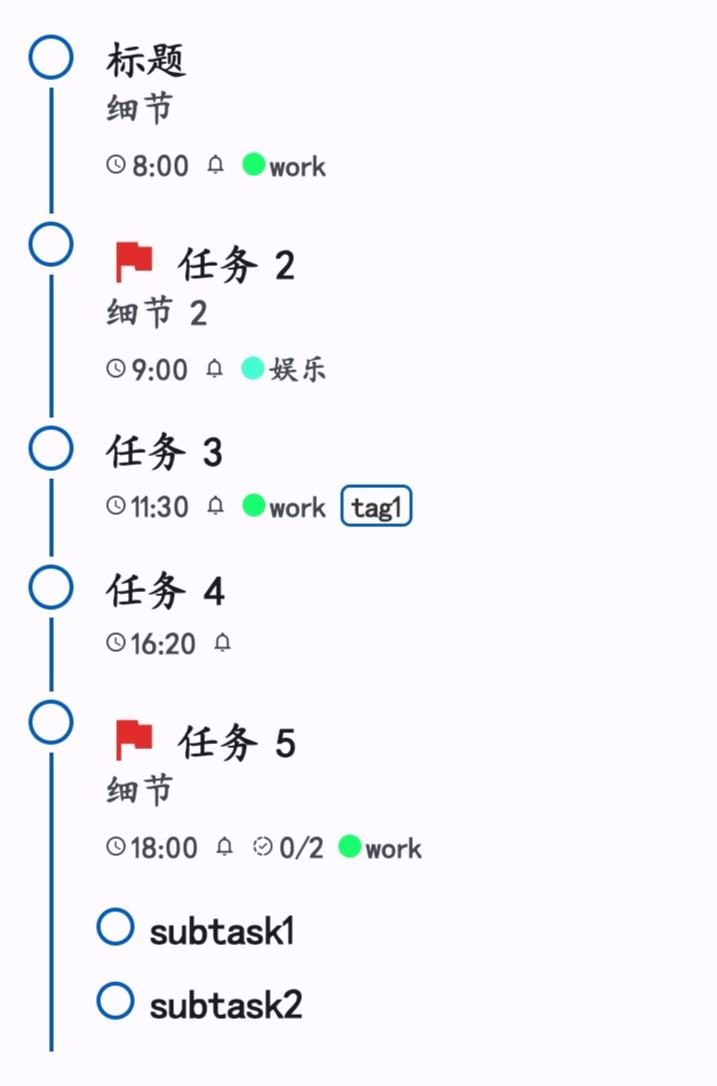 标题
细节
8:00 work
任务 2
细节 2
9:00 娱乐
任务 3
11:30 work tag1
任务 4
16:20
任务 5
细节
18:00 0/2 work
subtask1
subtask2